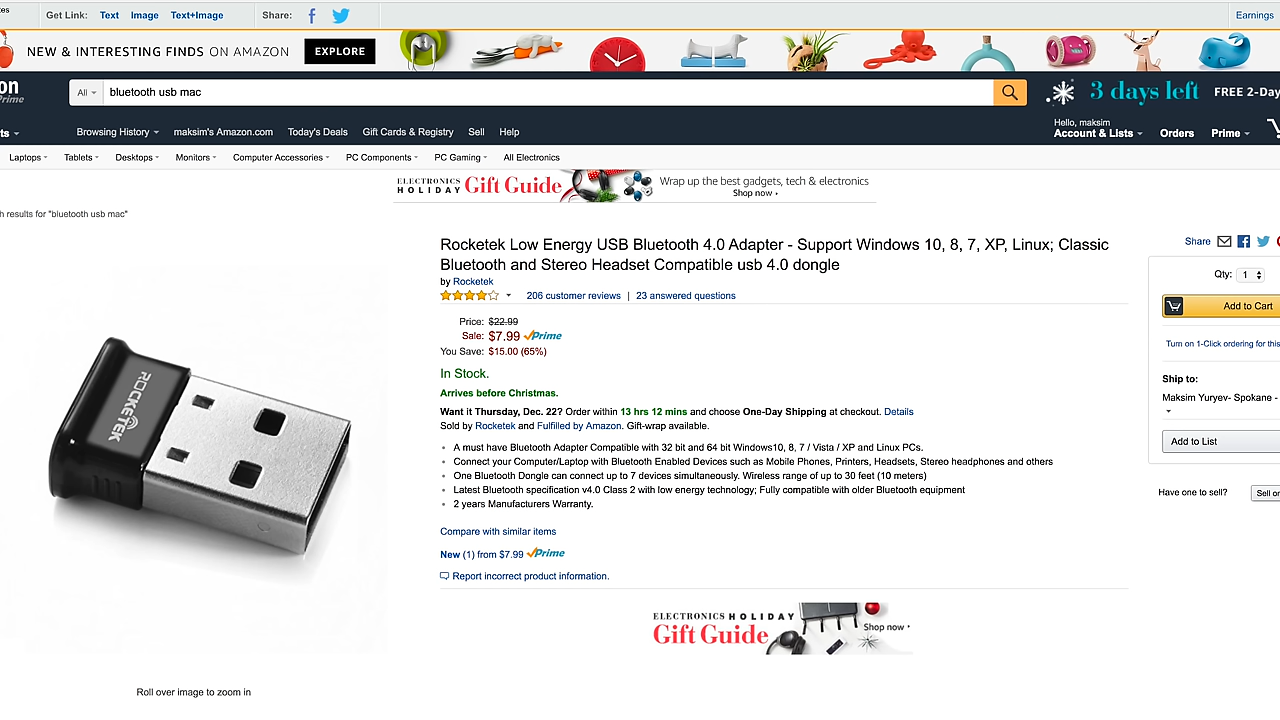 tes
Get Link: Text Image Text+Image Share: Earnings
NEW & INTERESTING FINDS ON AMAZON EXPLORE
on
Prime
All bluetooth usb mac
3 days left FREE 2-Day
ts Browsing History maksim's Amazon.com Today's Deals Gift Cards & Registry Sell Help
Hello, maksim
Account & Lists Orders Prime
Laptops Tablets Desktops Monitors Computer Accessories PC Components PC Gaming All Electronics
ELECTRONICS HOLIDAY Gift Guide
Wrap up the best gadgets, tech & electronics
Shop now
h results for "bluetooth usb mac"
Rocketek Low Energy USB Bluetooth 4.0 Adapter - Support Windows 10, 8, 7, XP, Linux; Classic
Bluetooth and Stereo Headset Compatible usb 4.0 dongle
by Rocketek
206 customer reviews | 23 answered questions
Price: $22.99
Sale: $7.99 Prime
You Save: $15.00 (65%)
In Stock.
Arrives before Christmas.
Want it Thursday, Dec. 22? Order within 13 hrs 12 mins and choose One-Day Shipping at checkout. Details
Sold by Rocketek and Fulfilled by Amazon. Gift-wrap available.
• A must have Bluetooth Adapter Compatible with 32 bit and 64 bit Windows10, 8, 7 / Vista / XP and Linux PCs.
• Connect your Computer/Laptop with Bluetooth Enabled Devices such as Mobile Phones, Printers, Headsets, Stereo headphones and others
• One Bluetooth Dongle can connect up to 7 devices simultaneously. Wireless range of up to 30 feet (10 meters)
• Latest Bluetooth specification v4.0 Class 2 with low energy technology; Fully compatible with older Bluetooth equipment
• 2 years Manufacturers Warranty.
Compare with similar items
New (1) from $7.99 Prime
Report incorrect product information.
ELECTRONICS HOLIDAY
Gift Guide
Shop now
ROCKETEK
Roll over image to zoom in
Share
Qty: 1
Add to Cart
Turn on 1-Click ordering for this
Ship to:
Maksim Yuryev- Spokane -
Add to List
Have one to sell? Sell on